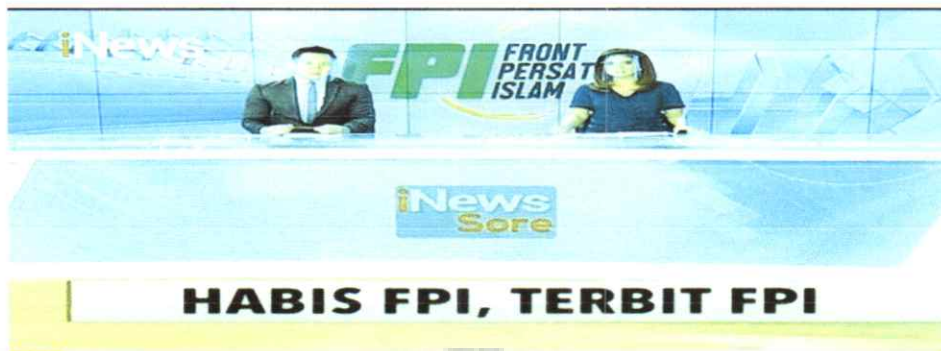 iNews
FPI
FRONT
PERSAT
ISLAM
iNews
Sore
HABIS FPI, TERBIT FPI